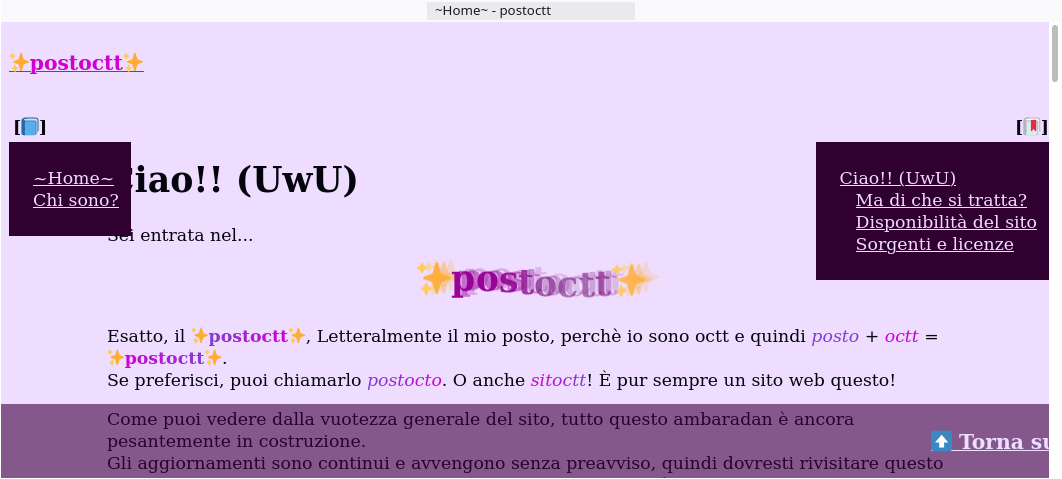 ~Home~ - postoctt
✨postoctt✨
[📘]
[🔖]
~Home~
Chi sono?
Ciao!! (UwU)
Ciao!! (UwU)
Ma di che si tratta?
Disponibilità del sito
Sorgenti e licenze
Sei entrata nel...
✨postoctt✨
Esatto, il ✨postoctt✨, Letteralmente il mio posto, perchè io sono octt e quindi posto + octt =
✨postoctt✨.
Se preferisci, puoi chiamarlo postocto. O anche sitoctt! È pur sempre un sito web questo!
Come puoi vedere dalla vuotezza generale del sito, tutto questo ambaradan è ancora
pesantemente in costruzione.
⬆️ Torna su
Gli aggiornamenti sono continui e avvengono senza preavviso, quindi dovresti rivisitare questo